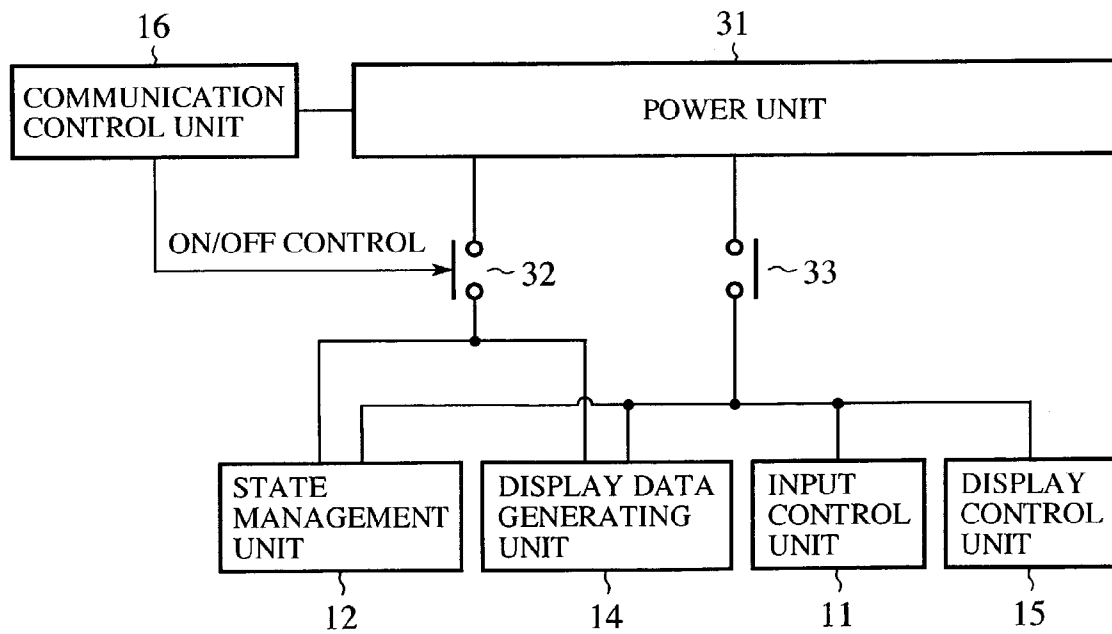 16
31
COMMUNICATION
CONTROL UNIT
POWER UNIT
ON/OFF CONTROL
~32
~33
STATE
MANAGEMENT
UNIT
DISPLAY DATA
GENERATING
UNIT
INPUT
CONTROL
UNIT
DISPLAY
CONTROL
UNIT
12
14
11
15